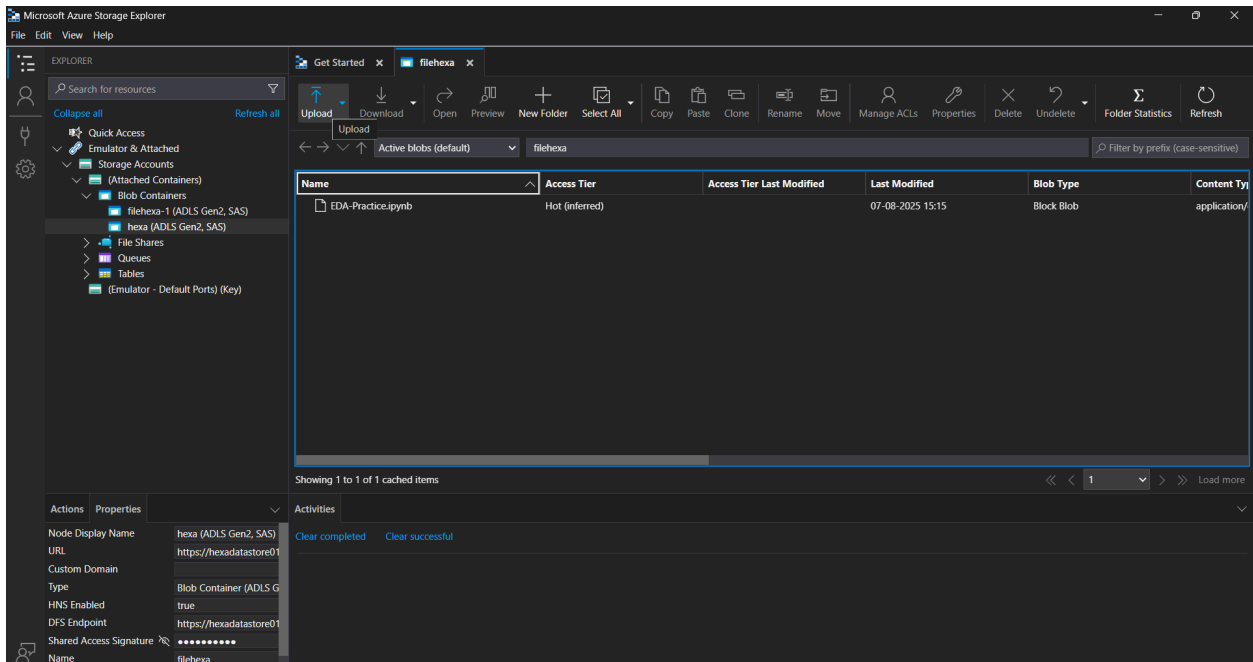 Microsoft Azure Storage Explorer
File Edit View Help
EXPLORER
Search for resources
Collapse all Refresh all
Quick Access
Emulator & Attached
Storage Accounts
(Attached Containers)
Blob Containers
filehexa-1 (ADLS Gen2, SAS)
hexa (ADLS Gen2, SAS)
File Shares
Queues
Tables
(Emulator - Default Ports) (Key)
Get Started filehexa
Upload Download Open Preview New Folder Select All Copy Paste Clone Rename Move Manage ACLs Properties Delete Undelete Folder Statistics Refresh
Upload
Active blobs (default) filehexa Filter by prefix (case-sensitive)
Name Access Tier Access Tier Last Modified Last Modified Blob Type Content Typ
EDA-Practice.ipynb Hot (inferred) 07-08-2025 15:15 Block Blob application/
Showing 1 to 1 of 1 cached items 1 Load more
Actions Properties
Node Display Name hexa (ADLS Gen2, SAS)
URL https://hexadatastore01
Custom Domain
Type Blob Container (ADLS G
HNS Enabled true
DFS Endpoint https://hexadatastore01
Shared Access Signature ••••••••••
Name filehexa
Activities
Clear completed Clear successful